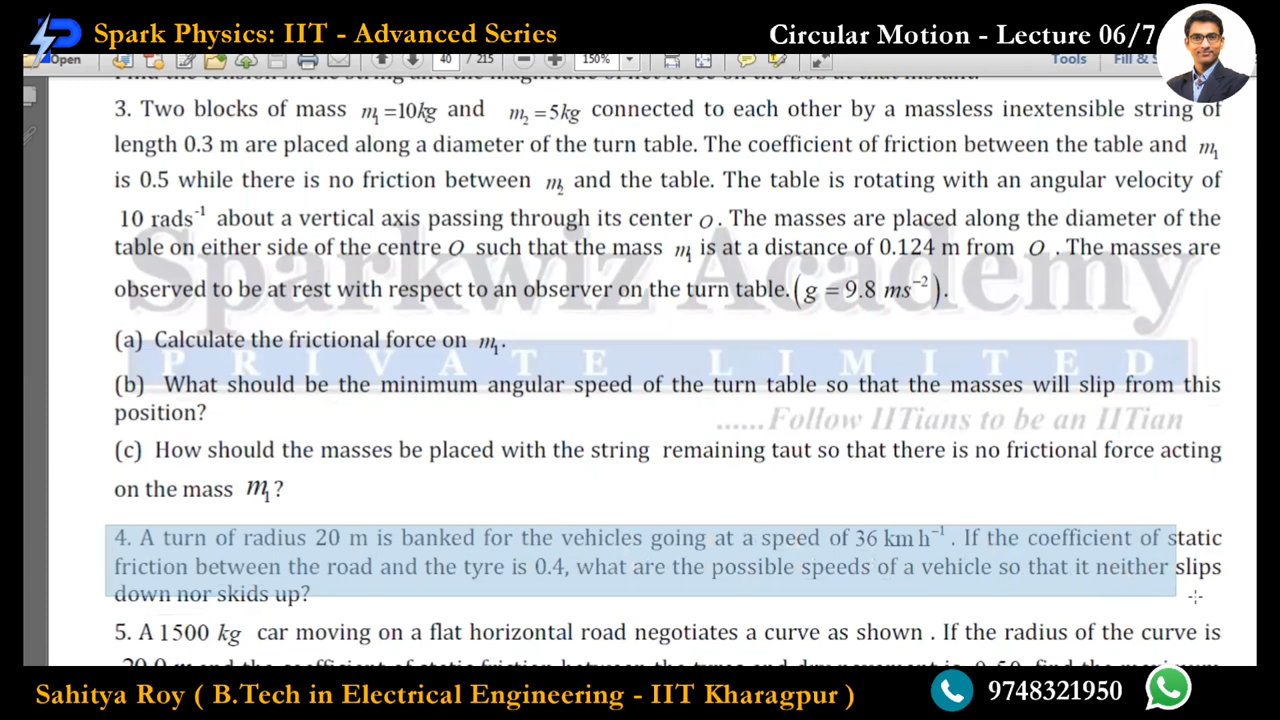 Spark Physics: IIT - Advanced Series
Circular Motion - Lecture 06/7
Open
40 / 215
150%
Tools
Fill & S
3. Two blocks of mass m₁=10kg and m₂=5kg connected to each other by a massless inextensible string of
length 0.3 m are placed along a diameter of the turn table. The coefficient of friction between the table and m₁
is 0.5 while there is no friction between m₂ and the table. The table is rotating with an angular velocity of
10 rads⁻¹ about a vertical axis passing through its center O. The masses are placed along the diameter of the
table on either side of the centre O such that the mass m₁ is at a distance of 0.124 m from O. The masses are
observed to be at rest with respect to an observer on the turn table.(g = 9.8 ms⁻²).
(a) Calculate the frictional force on m₁.
(b) What should be the minimum angular speed of the turn table so that the masses will slip from this
position?
(c) How should the masses be placed with the string remaining taut so that there is no frictional force acting
on the mass m₁?
4. A turn of radius 20 m is banked for the vehicles going at a speed of 36 km h⁻¹. If the coefficient of static
friction between the road and the tyre is 0.4, what are the possible speeds of a vehicle so that it neither slips
down nor skids up?
5. A 1500 kg car moving on a flat horizontal road negotiates a curve as shown . If the radius of the curve is
Sparkwiz Academy
PRIVATE LIMITED
......Follow IITians to be an IITian
Sahitya Roy ( B.Tech in Electrical Engineering - IIT Kharagpur )
9748321950